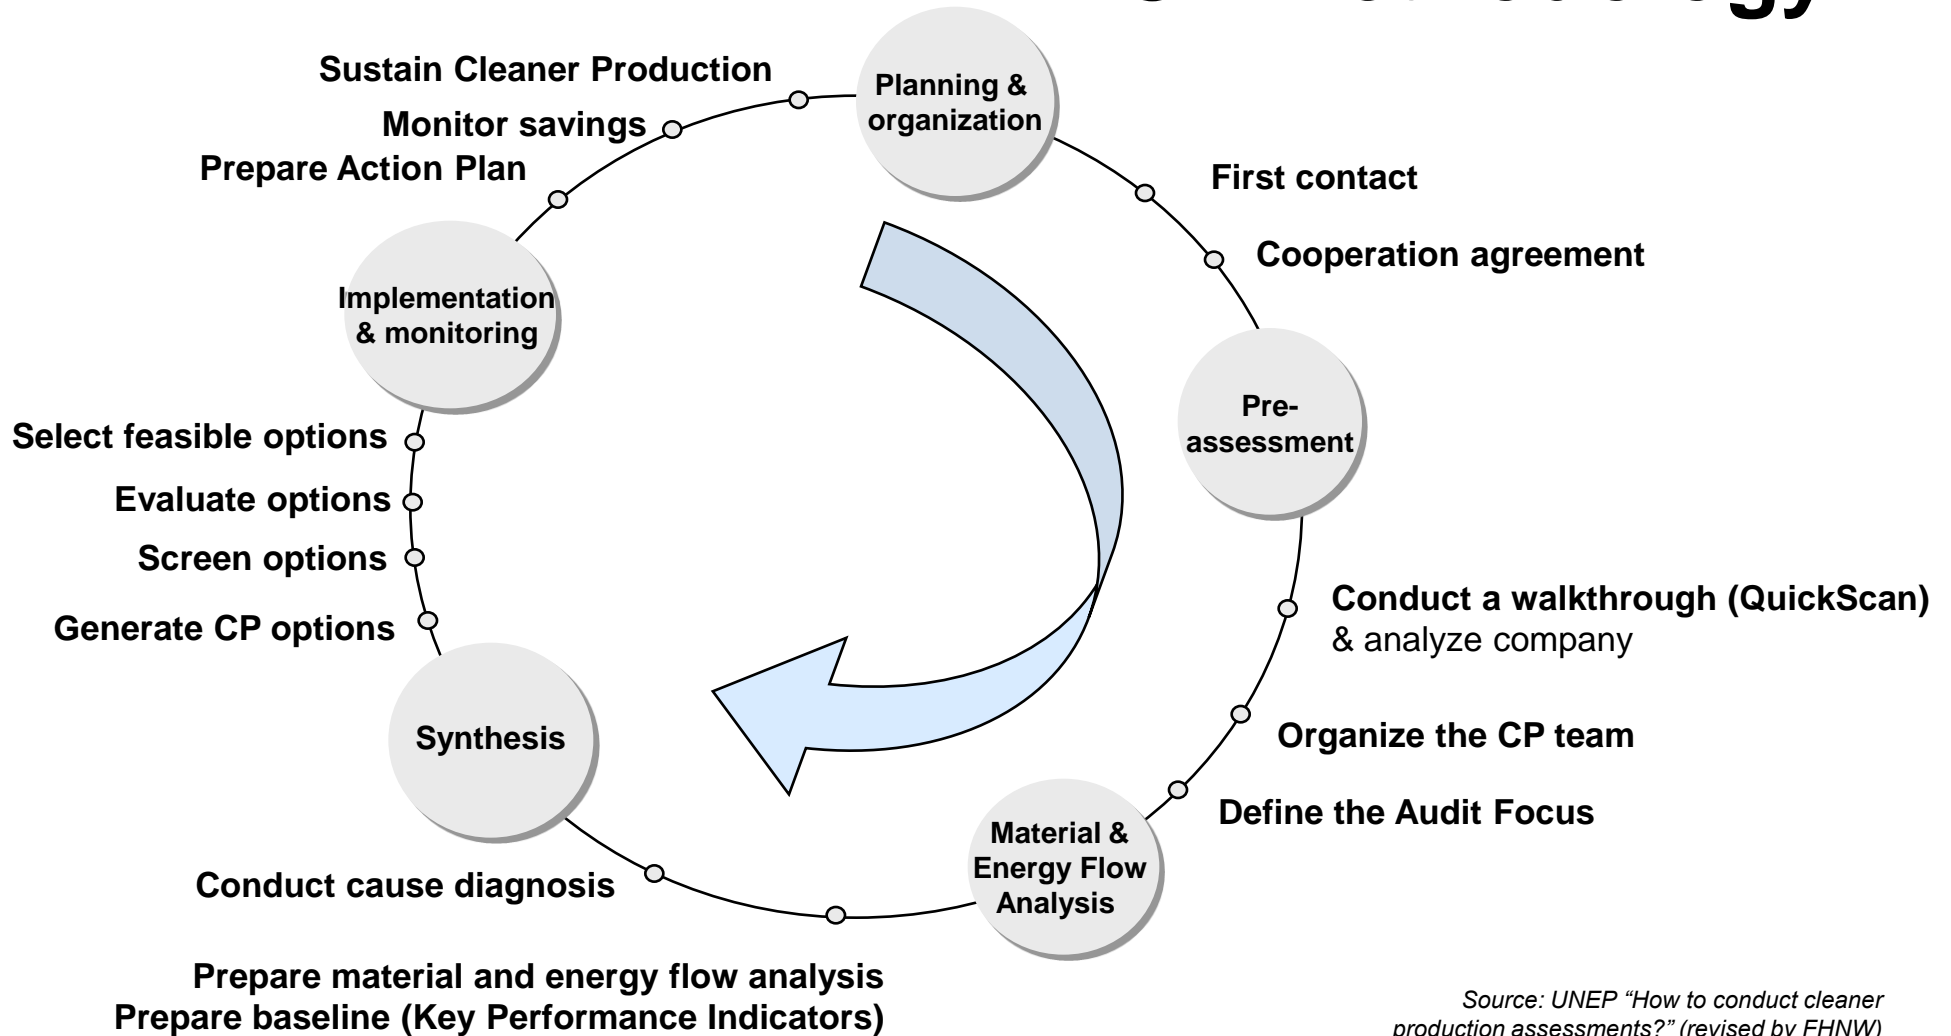 Planning &
organization
First contact
Cooperation agreement
Pre-
assessment
Conduct a walkthrough (QuickScan)
& analyze company
Organize the CP team
Define the Audit Focus
Material &
Energy Flow
Analysis
Prepare material and energy flow analysis
Prepare baseline (Key Performance Indicators)
Conduct cause diagnosis
Synthesis
Generate CP options
Screen options
Evaluate options
Select feasible options
Implementation
& monitoring
Prepare Action Plan
Monitor savings
Sustain Cleaner Production
Source: UNEP “How to conduct cleaner
production assessments?” (revised by FHNW)